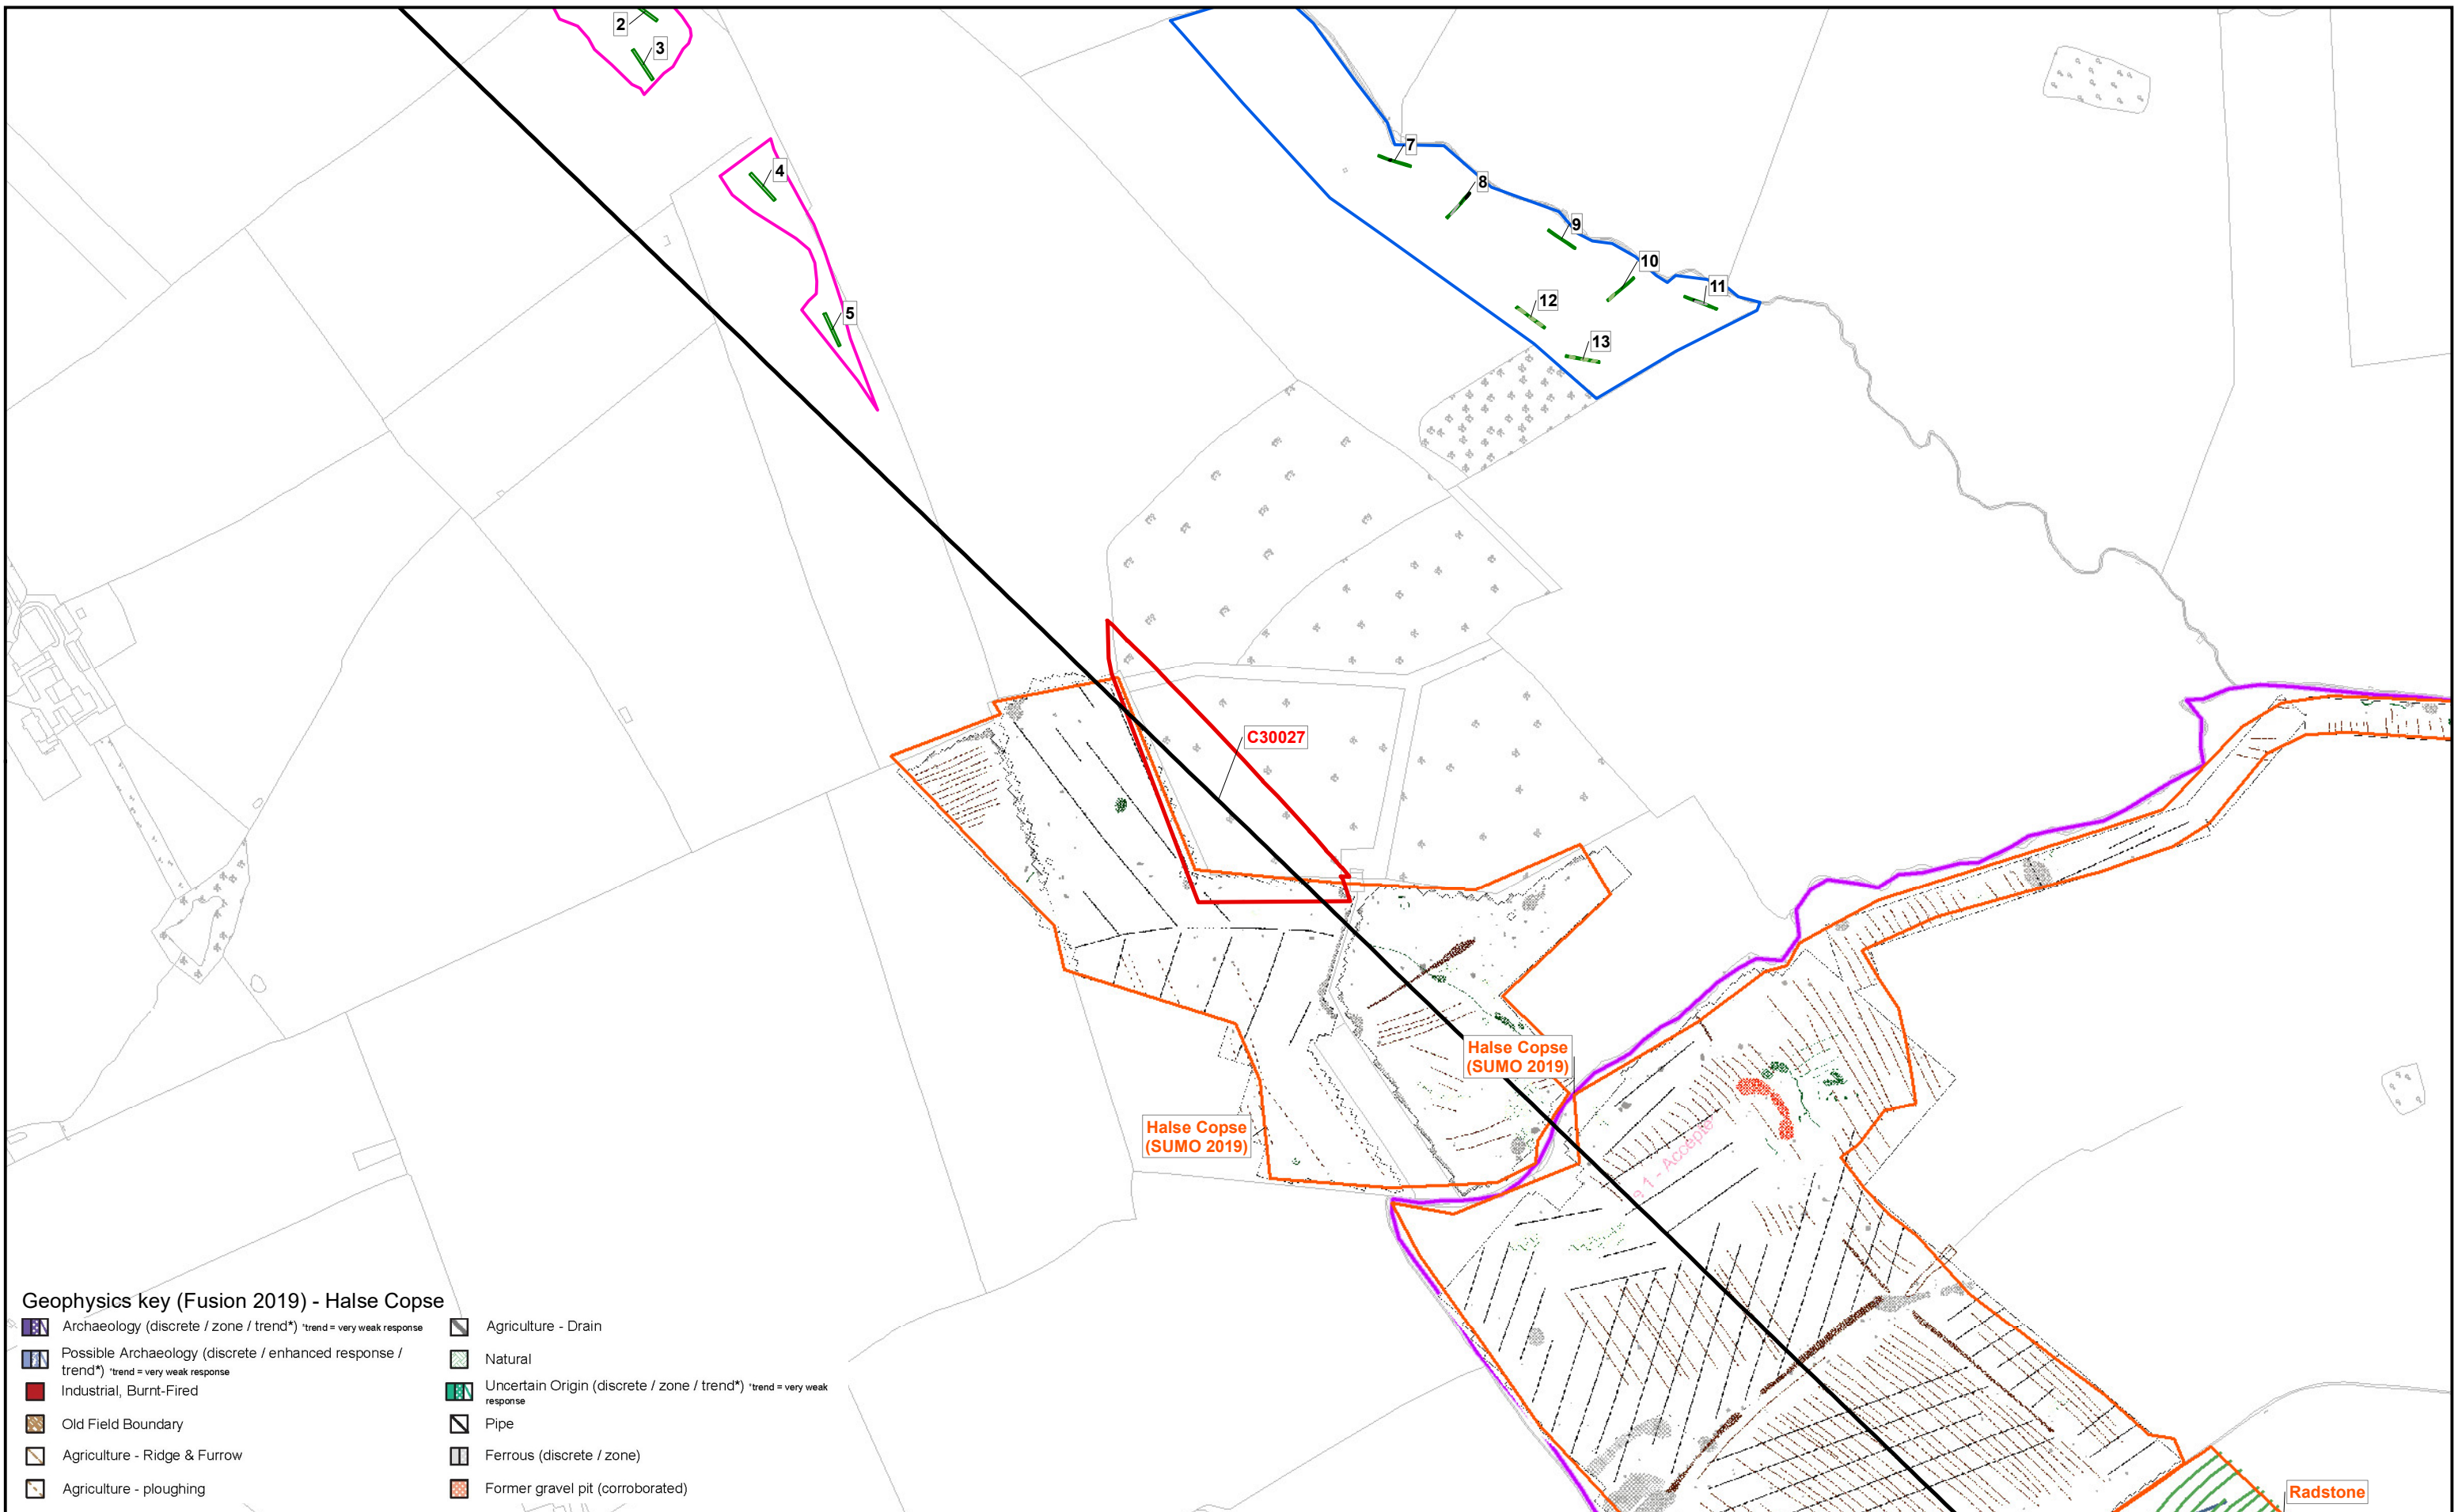 2
3
4
5
7
8
9
10
11
12
13
C30027
Halse Copse
(SUMO 2019)
Halse Copse
(SUMO 2019)
1 - Accepte
Radstone
Geophysics key (Fusion 2019) - Halse Copse
Archaeology (discrete / zone / trend*) *trend = very weak response
Possible Archaeology (discrete / enhanced response /
trend*) *trend = very weak response
Industrial, Burnt-Fired
Old Field Boundary
Agriculture - Ridge & Furrow
Agriculture - ploughing
Agriculture - Drain
Natural
Uncertain Origin (discrete / zone / trend*) *trend = very weak
response
Pipe
Ferrous (discrete / zone)
Former gravel pit (corroborated)